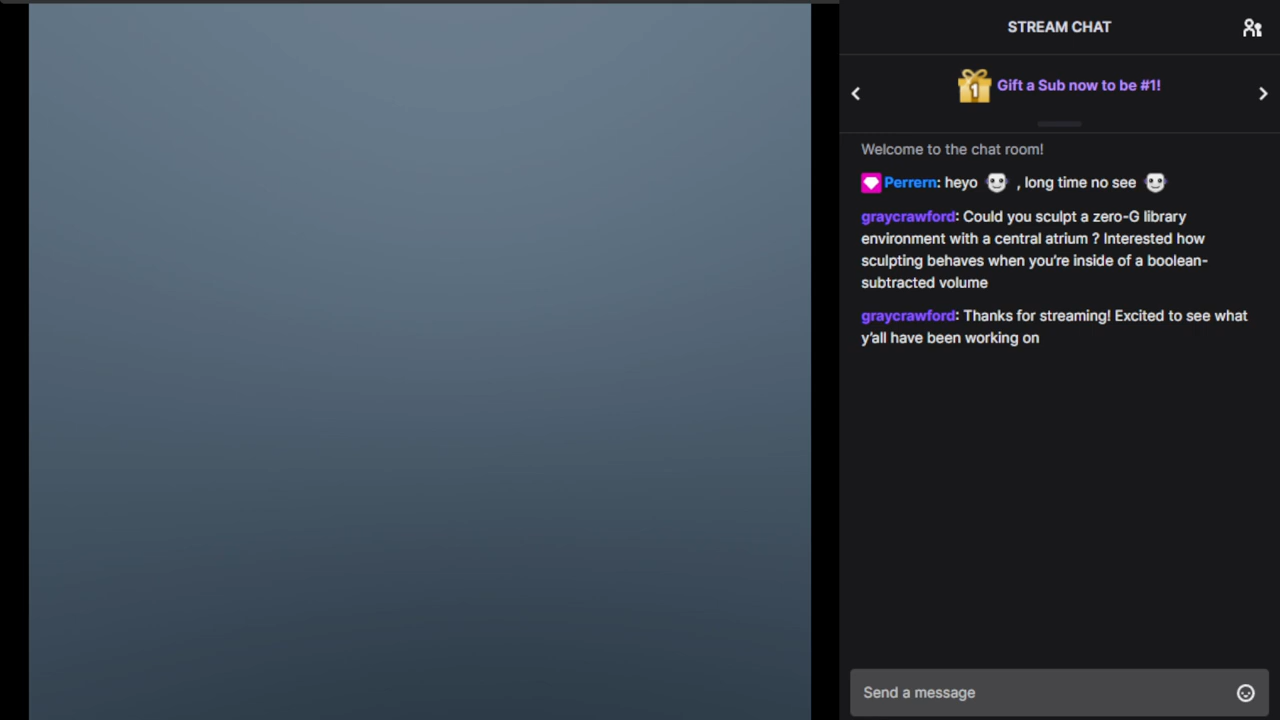 STREAM CHAT
1
Gift a Sub now to be #1!
Welcome to the chat room!
Perrern: heyo , long time no see
graycrawford: Could you sculpt a zero-G library
environment with a central atrium ? Interested how
sculpting behaves when you're inside of a boolean-
subtracted volume
graycrawford: Thanks for streaming! Excited to see what
y'all have been working on
Send a message